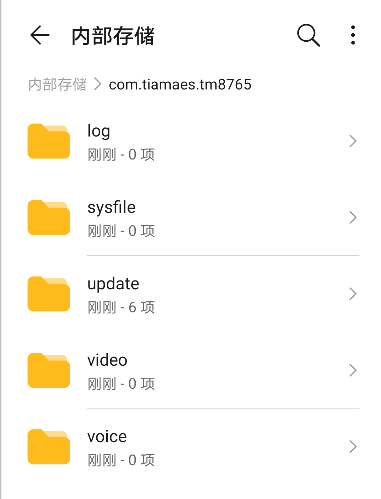 内部存储
内部存储 > com.tiamaes.tm8765
log
刚刚 - 0 项
sysfile
刚刚 - 0 项
update
刚刚 - 6 项
video
刚刚 - 0 项
voice
刚刚 - 0 项